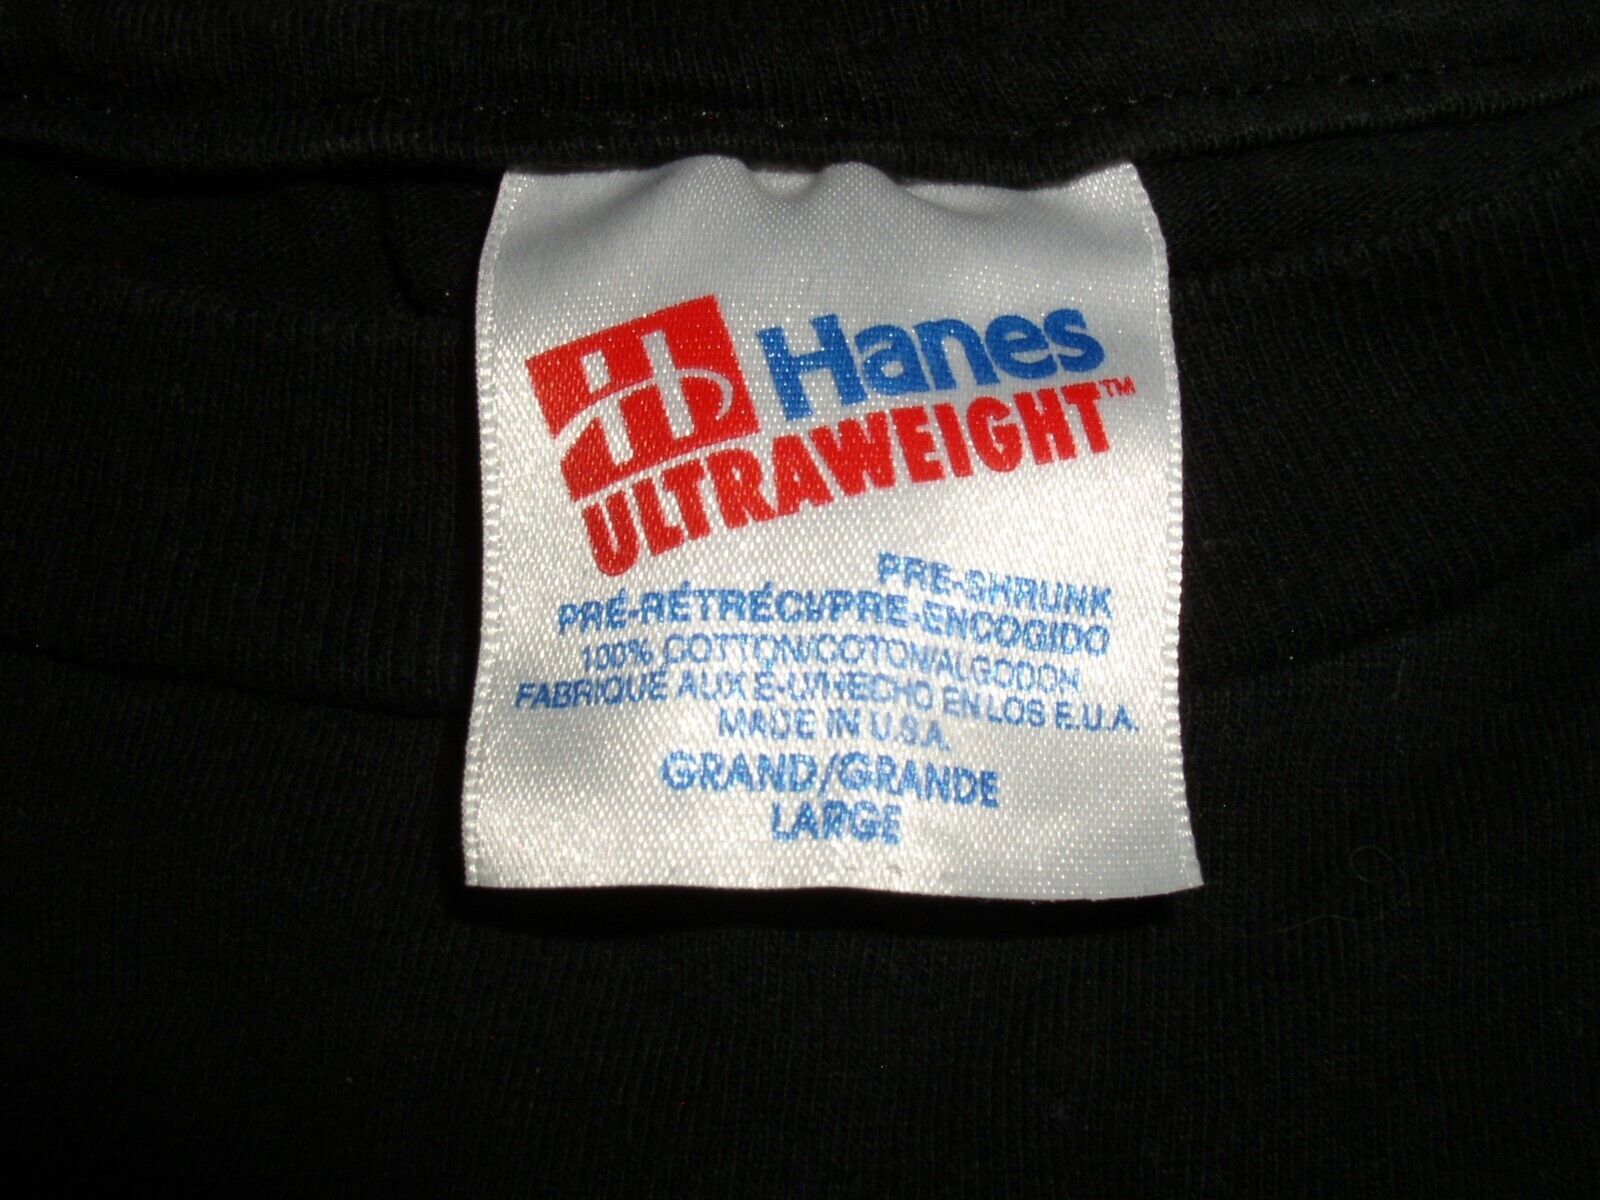 Hanes
ULTRAWEIGHT™
PRE-SHRUNK
PRÉ-RÉTRÉCI/PRE-ENCOGIDO
100% COTTON/COTON/ALGODON
FABRIQUE AUX É-U/HECHO EN LOS E.U.A.
MADE IN U.S.A.
GRAND/GRANDE
LARGE